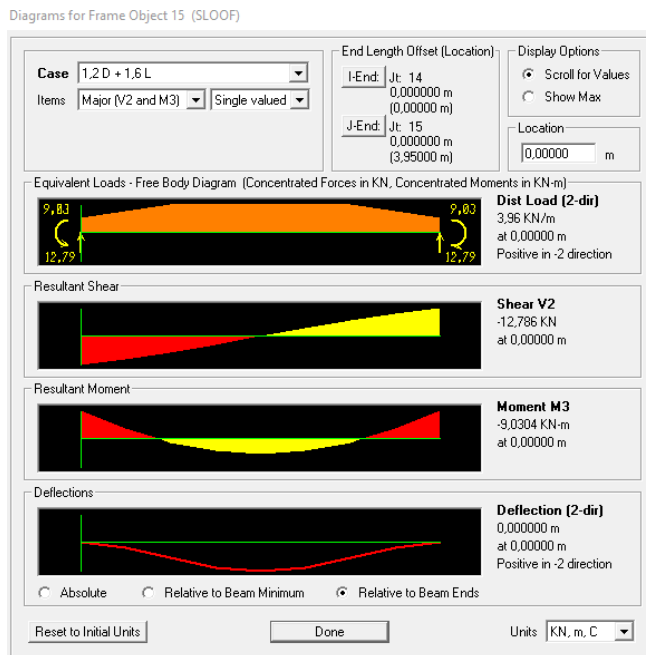 Diagrams for Frame Object 15 (SLOOF)
Case 1,2 D + 1,6 L
Items Major (V2 and M3) Single valued
End Length Offset (Location)
I-End: Jt: 14
0,000000 m
(0,00000 m)
J-End: Jt: 15
0,000000 m
(3,95000 m)
Display Options
Scroll for Values
Show Max
Location
0,00000 m
Equivalent Loads - Free Body Diagram (Concentrated Forces in KN, Concentrated Moments in KN-m)
9,03 9,03
12,79 12,79
Dist Load (2-dir)
3,96 KN/m
at 0,00000 m
Positive in -2 direction
Resultant Shear
Shear V2
-12,786 KN
at 0,00000 m
Resultant Moment
Moment M3
-9,0304 KN-m
at 0,00000 m
Deflections
Deflection (2-dir)
0,000000 m
at 0,00000 m
Positive in -2 direction
Absolute Relative to Beam Minimum Relative to Beam Ends
Reset to Initial Units Done Units KN, m, C